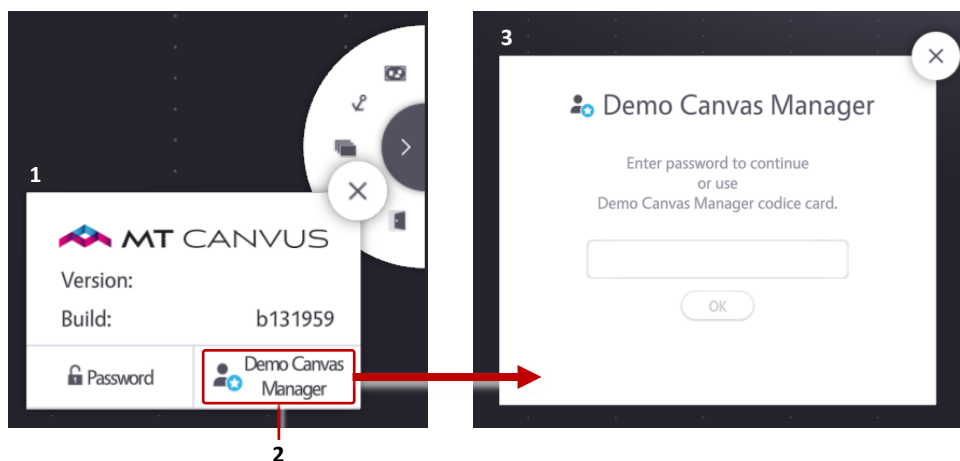 1
MT CANVUS
Version:
Build: b131959
Password
Demo Canvas
Manager
2
3
Demo Canvas Manager
Enter password to continue
or use
Demo Canvas Manager codice card.
OK